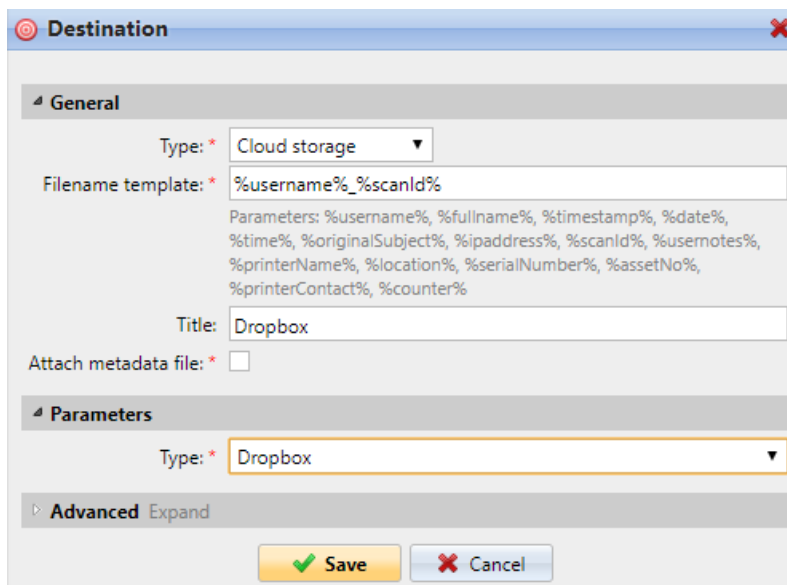 Destination
General
Type: * Cloud storage
Filename template: * %username%_%scanId%
Parameters: %username%, %fullname%, %timestamp%, %date%,
%time%, %originalSubject%, %ipaddress%, %scanId%, %usernotes%,
%printerName%, %location%, %serialNumber%, %assetNo%,
%printerContact%, %counter%
Title: Dropbox
Attach metadata file: *
Parameters
Type: * Dropbox
Advanced Expand
Save Cancel